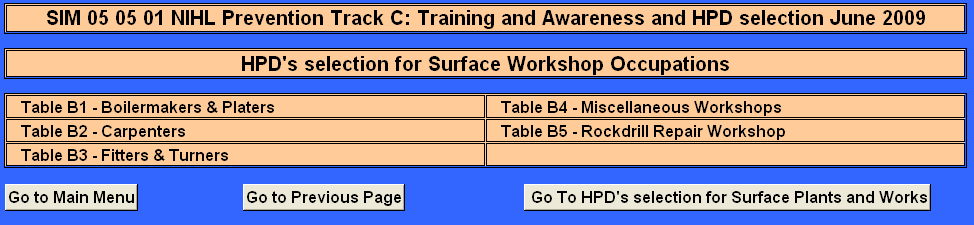 SIM 05 05 01 NIHL Prevention Track C: Training and Awareness and HPD selection June 2009
HPD's selection for Surface Workshop Occupations
Table B1 - Boilermakers & Platers
Table B4 - Miscellaneous Workshops
Table B2 - Carpenters
Table B5 - Rockdrill Repair Workshop
Table B3 - Fitters & Turners
Go to Main Menu
Go to Previous Page
Go To HPD's selection for Surface Plants and Works